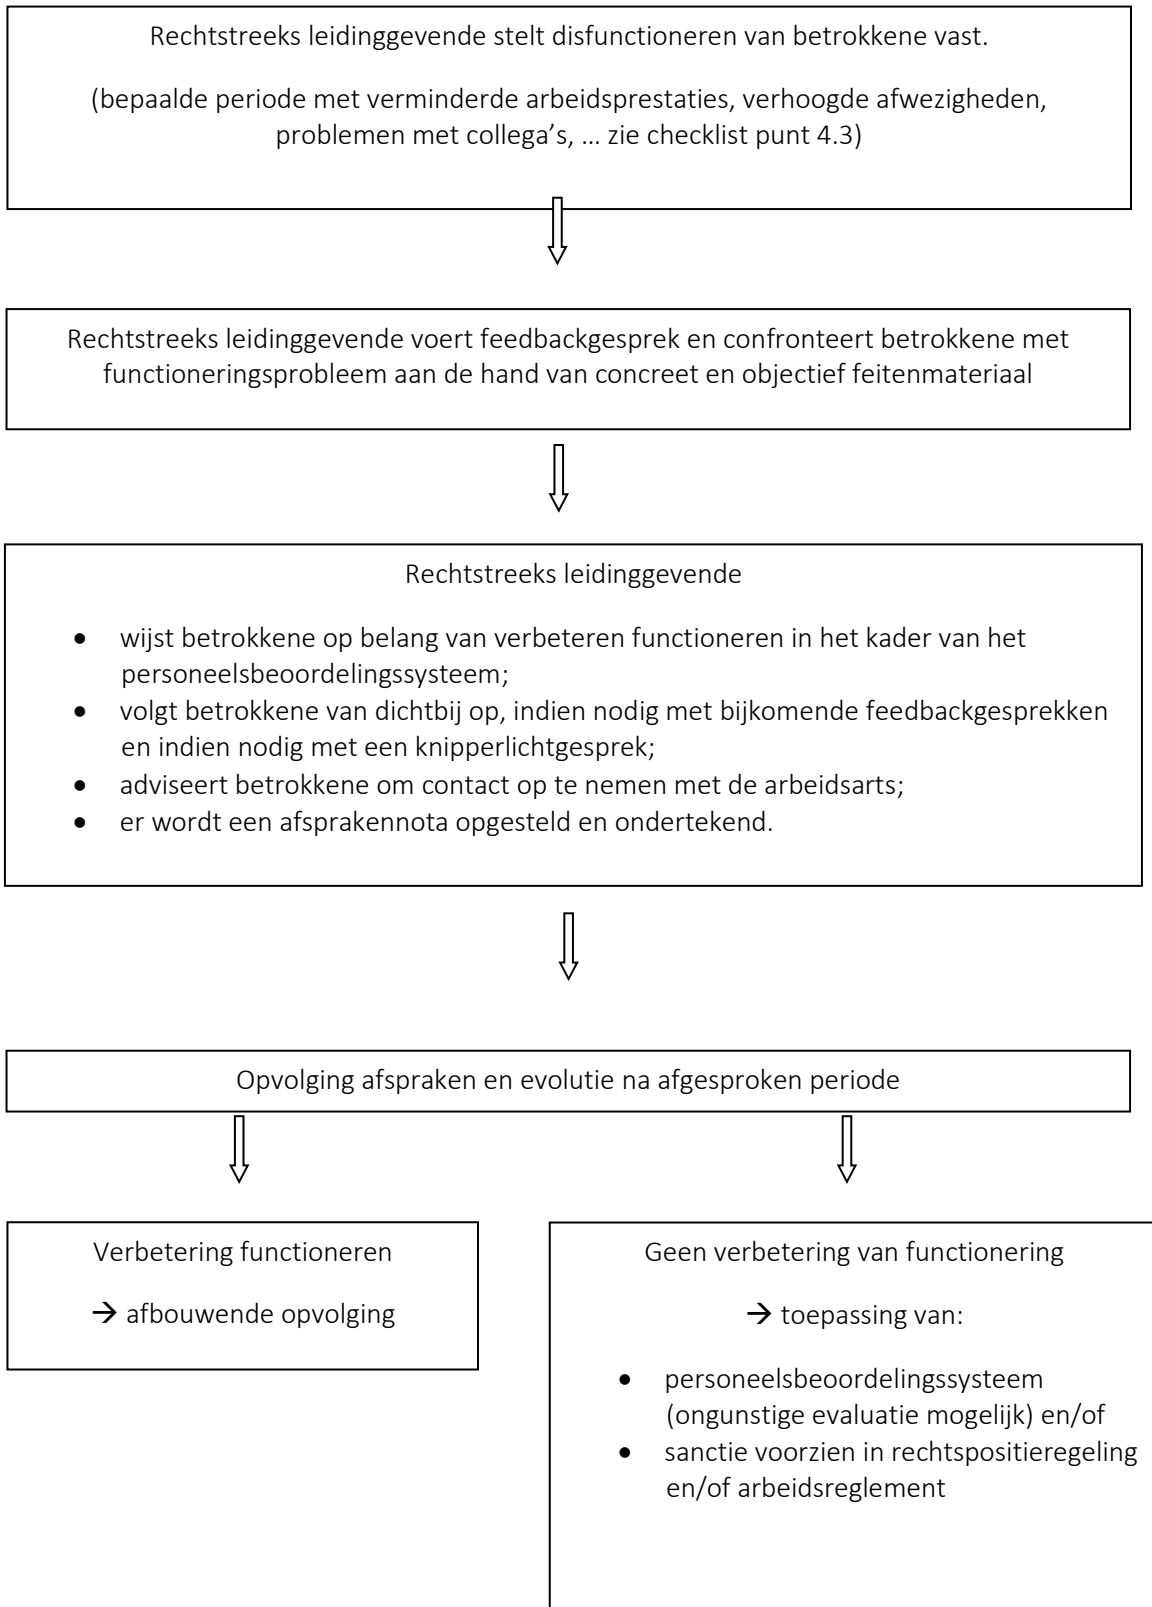 Rechtstreeks leidinggevende stelt disfunctioneren van betrokkene vast.
(bepaalde periode met verminderde arbeidsprestaties, verhoogde afwezigheden,
problemen met collega's, ... zie checklist punt 4.3)
Rechtstreeks leidinggevende voert feedbackgesprek en confronteert betrokkene met
functioneringsprobleem aan de hand van concreet en objectief feitenmateriaal
Rechtstreeks leidinggevende
• wijst betrokkene op belang van verbeteren functioneren in het kader van het
personeelsbeoordelingssysteem;
• volgt betrokkene van dichtbij op, indien nodig met bijkomende feedbackgesprekken
en indien nodig met een knipperlichtgesprek;
• adviseert betrokkene om contact op te nemen met de arbeidsarts;
• er wordt een afsprakennota opgesteld en ondertekend.
Opvolging afspraken en evolutie na afgesproken periode
Verbetering functioneren
→ afbouwende opvolging
Geen verbetering van functionering
→ toepassing van:
• personeelsbeoordelingssysteem
(ongunstige evaluatie mogelijk) en/of
• sanctie voorzien in rechtspositieregeling
en/of arbeidsreglement